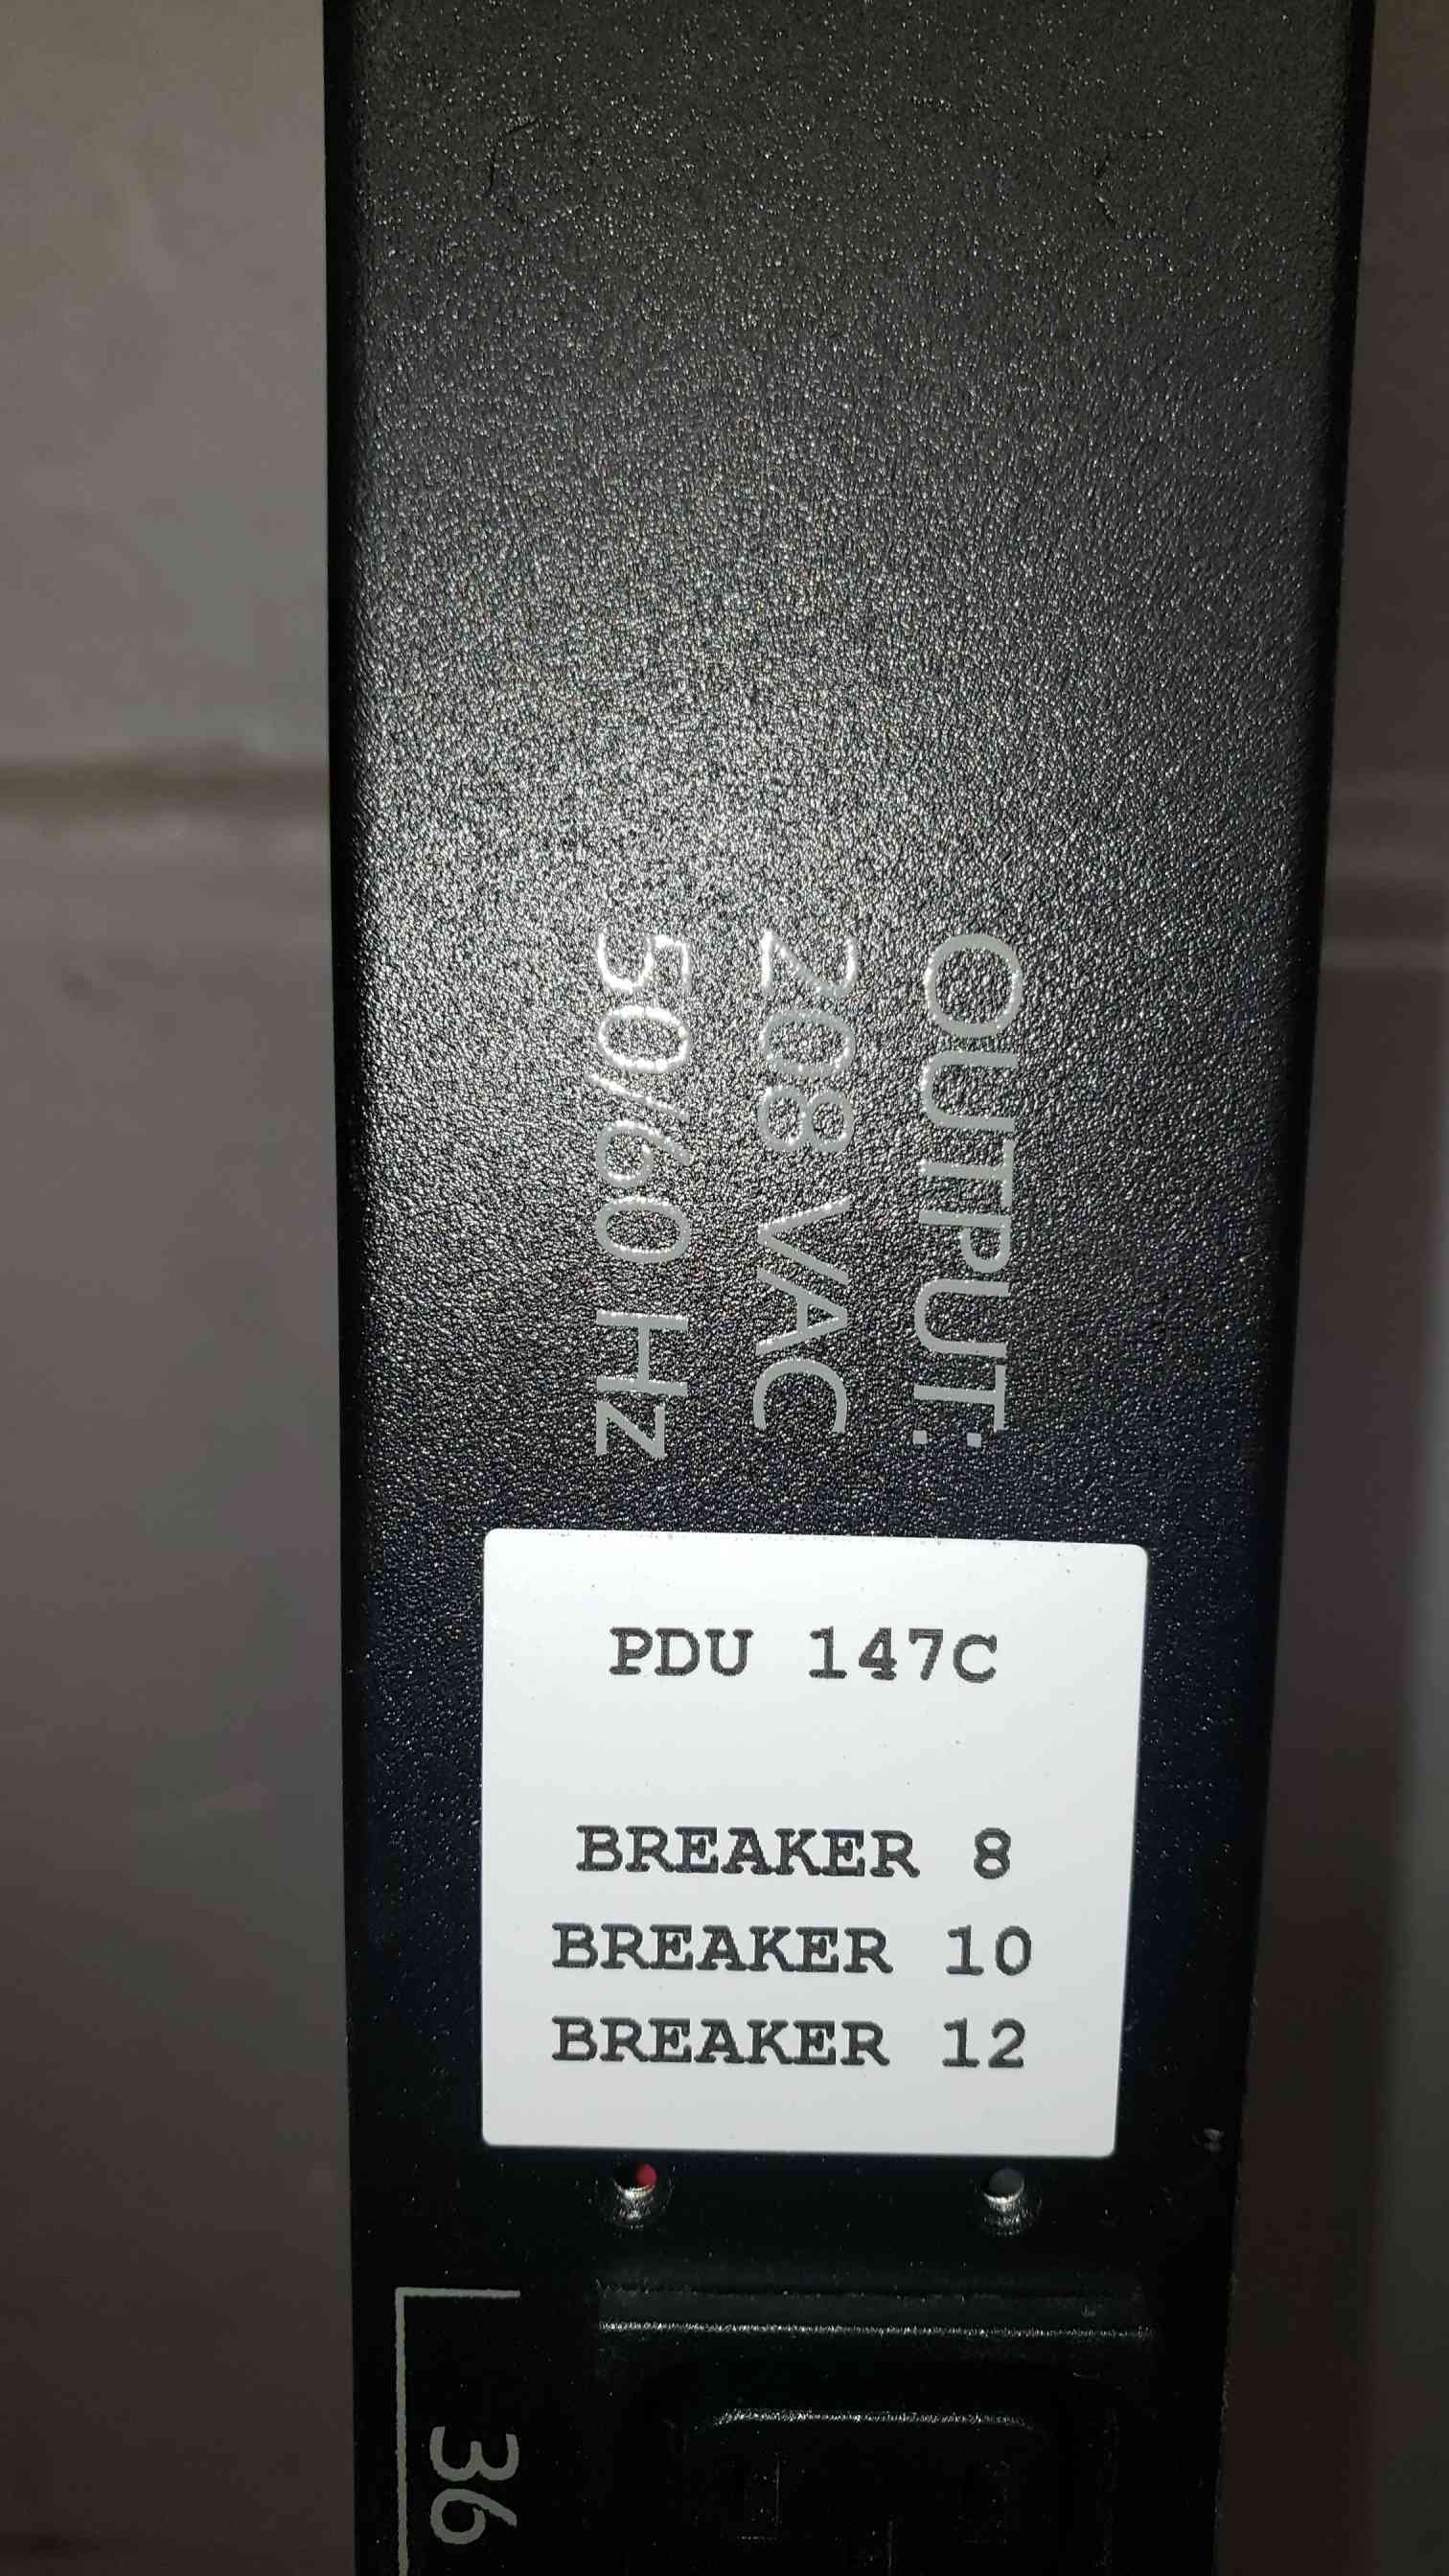 OUTPUT:
208 VAC
50/60 Hz
PDU 147C
BREAKER 8
BREAKER 10
BREAKER 12
36